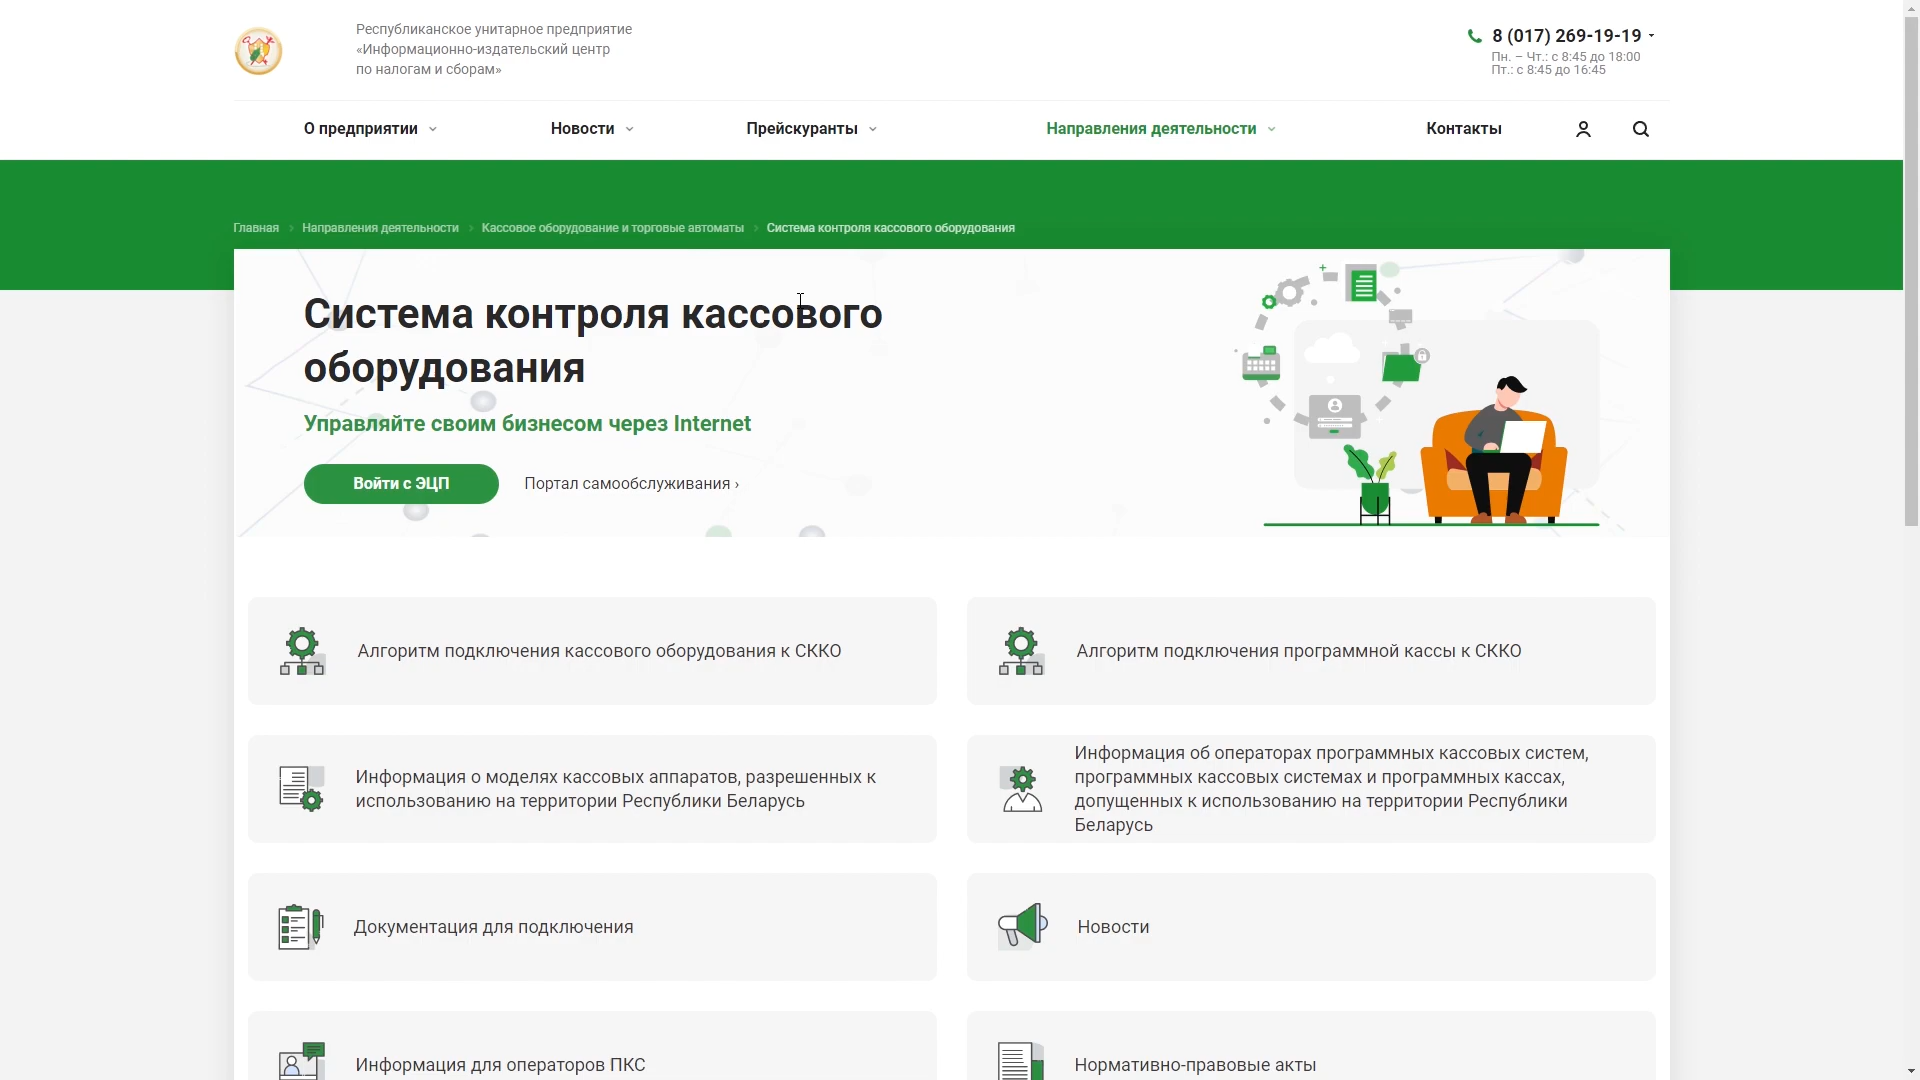 Республиканское унитарное предприятие
«Информационно-издательский центр
по налогам и сборам»
8 (017) 269-19-19
Пн. – Чт.: с 8:45 до 18:00
Пт.: с 8:45 до 16:45
О предприятии
Новости
Прейскуранты
Направления деятельности
Контакты
Главная
Направления деятельности
Кассовое оборудование и торговые автоматы
Система контроля кассового оборудования
Система контроля кассового
оборудования
Управляйте своим бизнесом через Internet
Войти с ЭЦП
Портал самообслуживания ›
Алгоритм подключения кассового оборудования к СККО
Алгоритм подключения программной кассы к СККО
Информация о моделях кассовых аппаратов, разрешенных к
использованию на территории Республики Беларусь
Информация об операторах программных кассовых систем,
программных кассовых системах и программных кассах,
допущенных к использованию на территории Республики
Беларусь
Документация для подключения
Новости
Информация для операторов ПКС
Нормативно-правовые акты